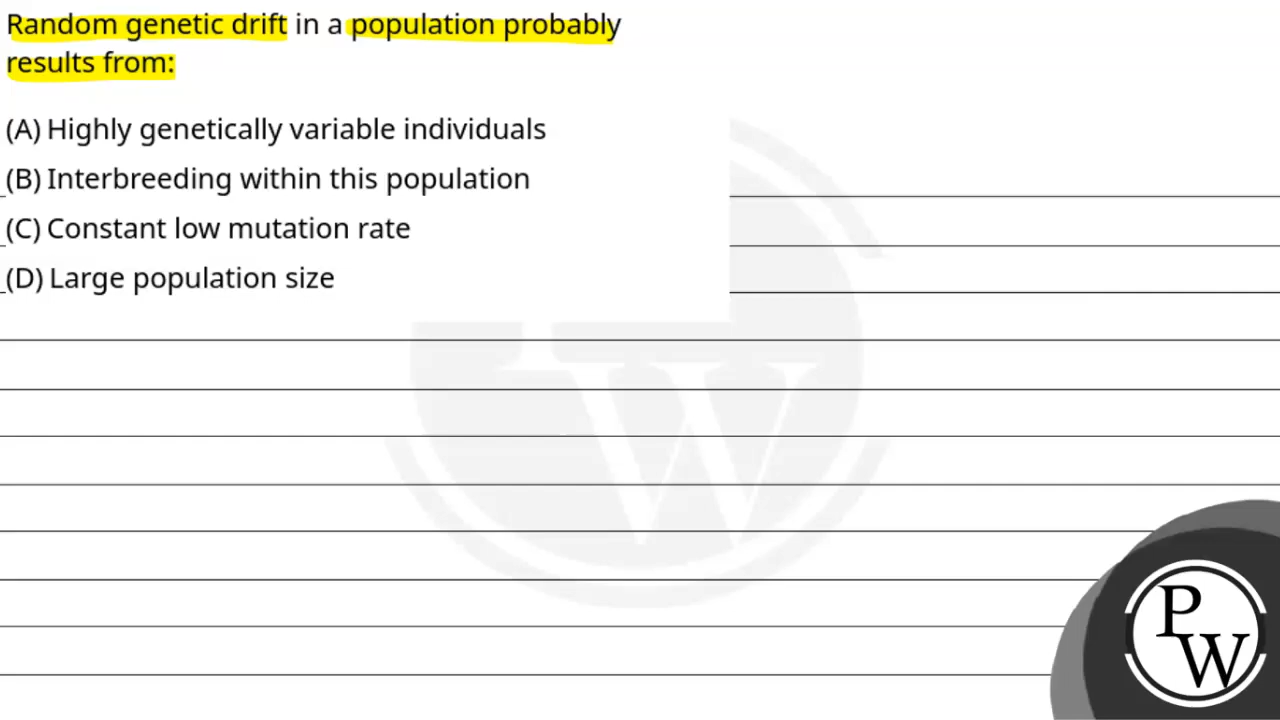 Random genetic drift in a population probably
results from:
(A) Highly genetically variable individuals
(B) Interbreeding within this population
(C) Constant low mutation rate
(D) Large population size
W
P
W